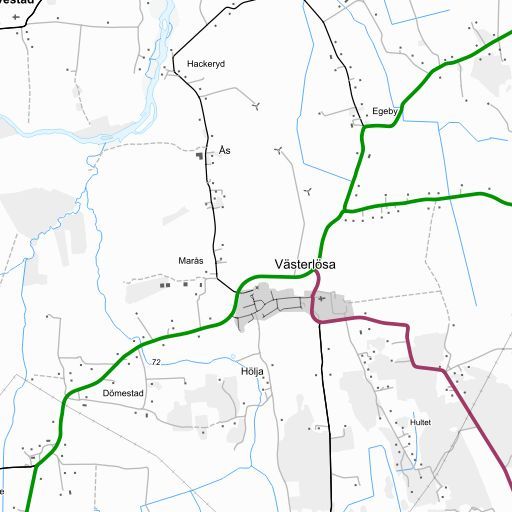 Hackeryd
Egeby
Ås
Marås
Västerlösa
72
Hölja
Dömestad
Hultet